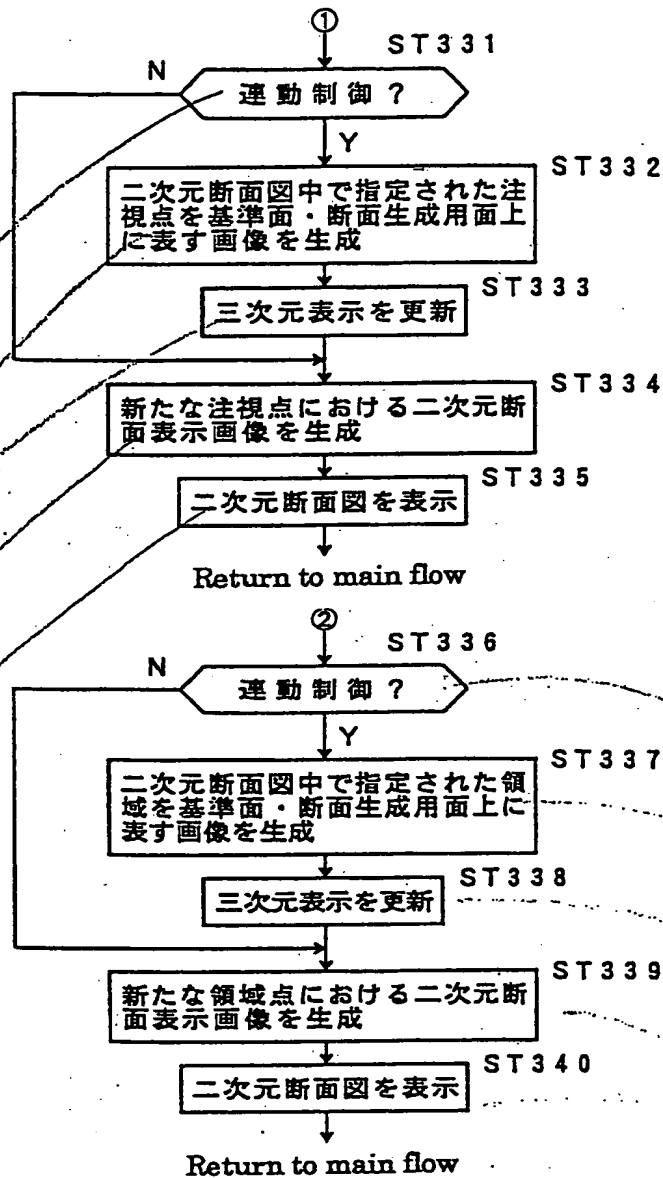 ①
ST331
N
連動制御？
Y
ST332
二次元断面図中で指定された注
視点を基準面・断面生成用面上
に表す画像を生成
ST333
三次元表示を更新
ST334
新たな注視点における二次元断
面表示画像を生成
ST335
二次元断面図を表示
Return to main flow
②
ST336
N
連動制御？
Y
ST337
二次元断面図中で指定された領
域を基準面・断面生成用面上に
表す画像を生成
ST338
三次元表示を更新
ST339
新たな領域点における二次元断
面表示画像を生成
ST340
二次元断面図を表示
Return to main flow